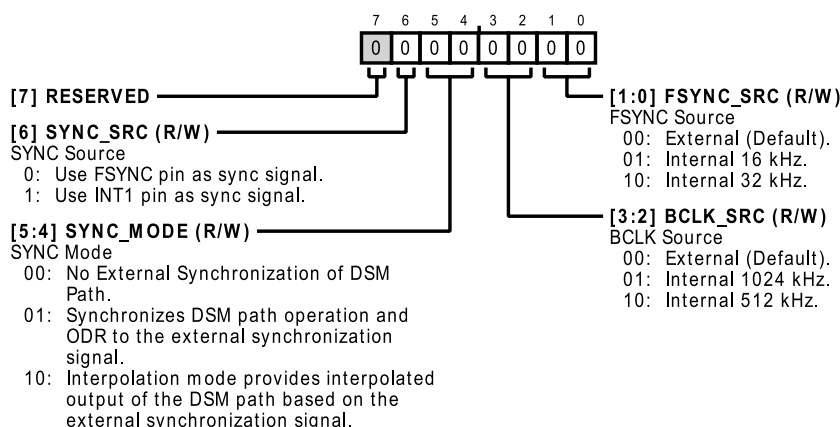 7 6 5 4 3 2 1 0
0 0 0 0 0 0 0 0
[7] RESERVED
[6] SYNC_SRC (R/W)
SYNC Source
0: Use FSYNC pin as sync signal.
1: Use INT1 pin as sync signal.
[5:4] SYNC_MODE (R/W)
SYNC Mode
00: No External Synchronization of DSM
Path.
01: Synchronizes DSM path operation and
ODR to the external synchronization
signal.
10: Interpolation mode provides interpolated
output of the DSM path based on the
external synchronization signal.
[1:0] FSYNC_SRC (R/W)
FSYNC Source
00: External (Default).
01: Internal 16 kHz.
10: Internal 32 kHz.
[3:2] BCLK_SRC (R/W)
BCLK Source
00: External (Default).
01: Internal 1024 kHz.
10: Internal 512 kHz.